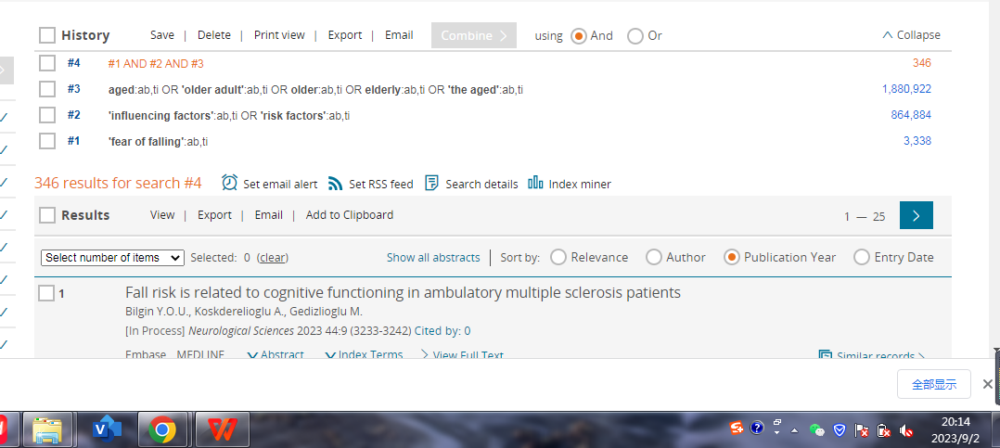 History Save | Delete | Print view | Export | Email Combine > using And Or Collapse
#4 #1 AND #2 AND #3 346
#3 aged:ab,ti OR 'older adult':ab,ti OR older:ab,ti OR elderly:ab,ti OR 'the aged':ab,ti 1,880,922
#2 'influencing factors':ab,ti OR 'risk factors':ab,ti 864,884
#1 'fear of falling':ab,ti 3,338
346 results for search #4 Set email alert Set RSS feed Search details Index miner
Results View | Export | Email | Add to Clipboard 1 — 25
Select number of items Selected: 0 (clear) Show all abstracts | Sort by: Relevance Author Publication Year Entry Date
1 Fall risk is related to cognitive functioning in ambulatory multiple sclerosis patients
Bilgin Y.O.U., Koskderelioglu A., Gedizlioglu M.
[In Process] Neurological Sciences 2023 44:9 (3233-3242) Cited by: 0
Embase MEDLINE Abstract Index Terms View Full Text Similar records
全部显示
20:14
2023/9/2